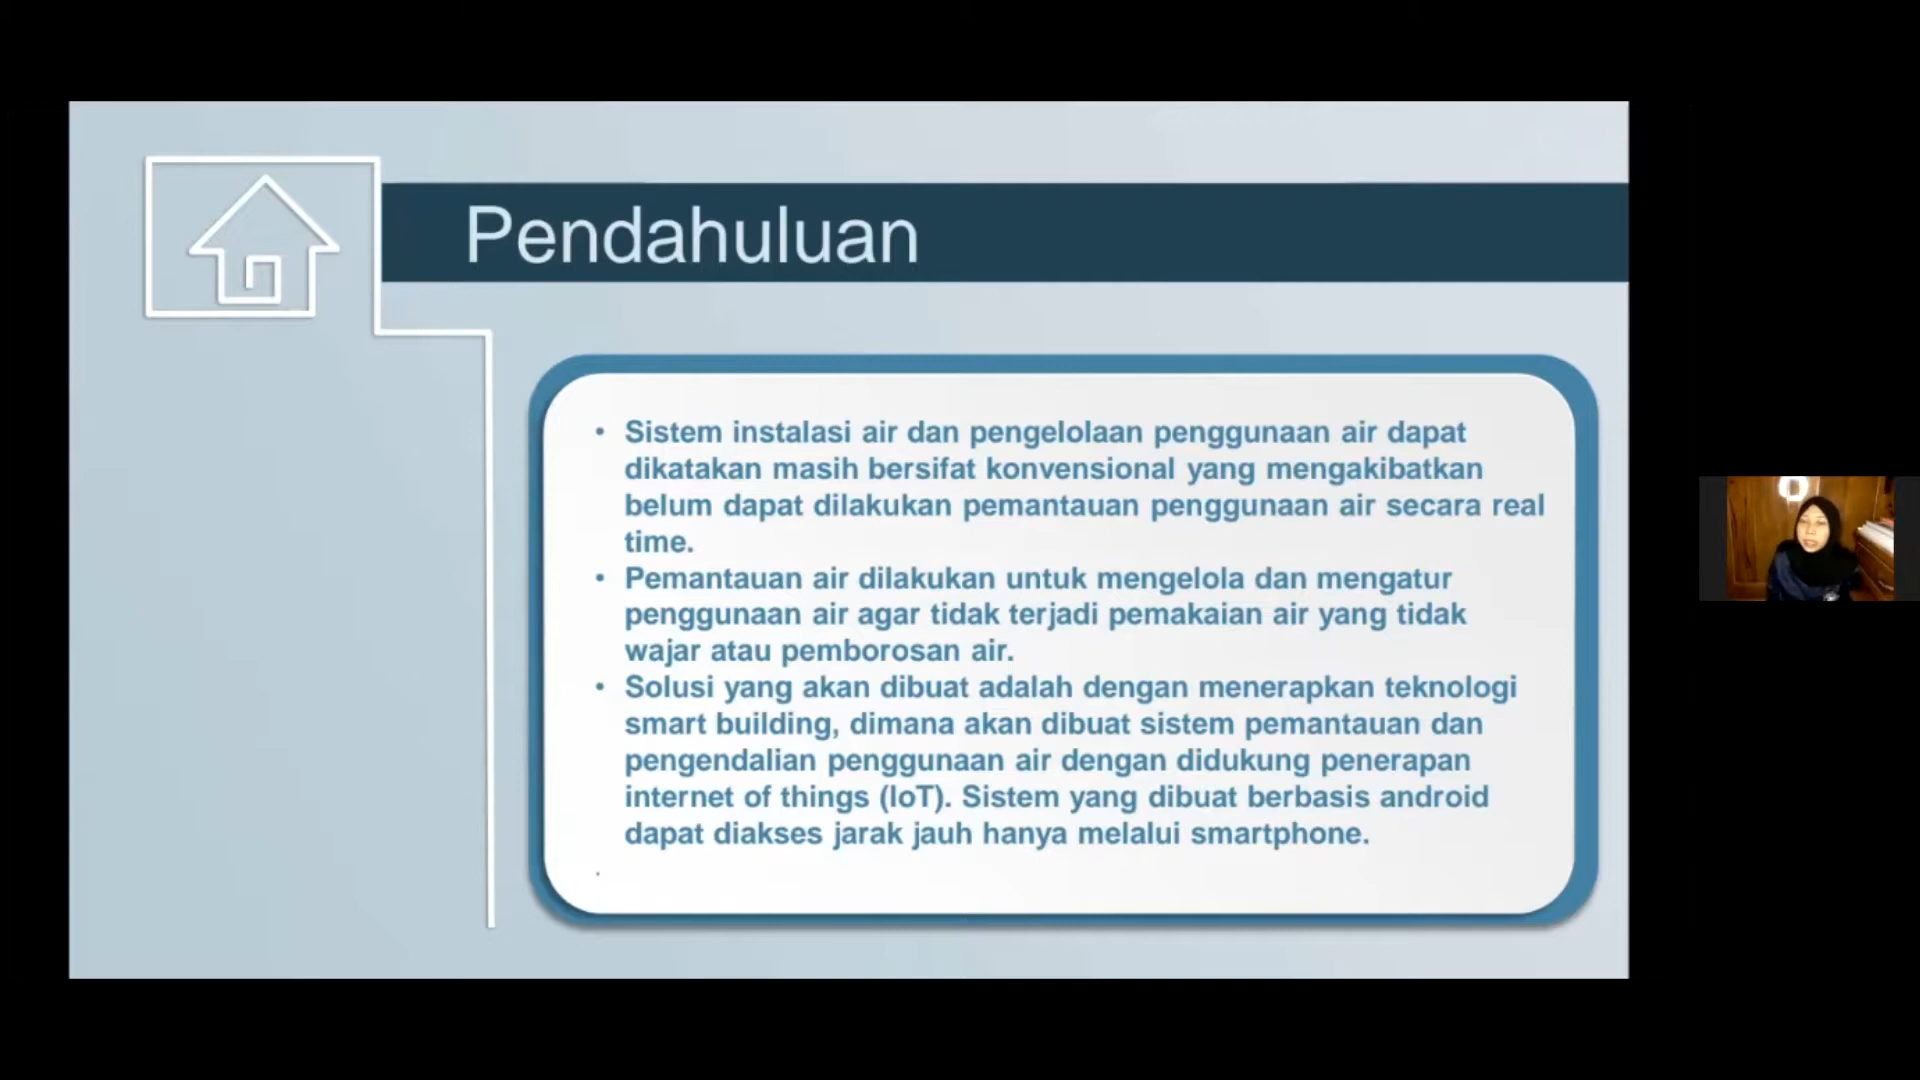 Pendahuluan
• Sistem instalasi air dan pengelolaan penggunaan air dapat
dikatakan masih bersifat konvensional yang mengakibatkan
belum dapat dilakukan pemantauan penggunaan air secara real
time.
• Pemantauan air dilakukan untuk mengelola dan mengatur
penggunaan air agar tidak terjadi pemakaian air yang tidak
wajar atau pemborosan air.
• Solusi yang akan dibuat adalah dengan menerapkan teknologi
smart building, dimana akan dibuat sistem pemantauan dan
pengendalian penggunaan air dengan didukung penerapan
internet of things (IoT). Sistem yang dibuat berbasis android
dapat diakses jarak jauh hanya melalui smartphone.
.